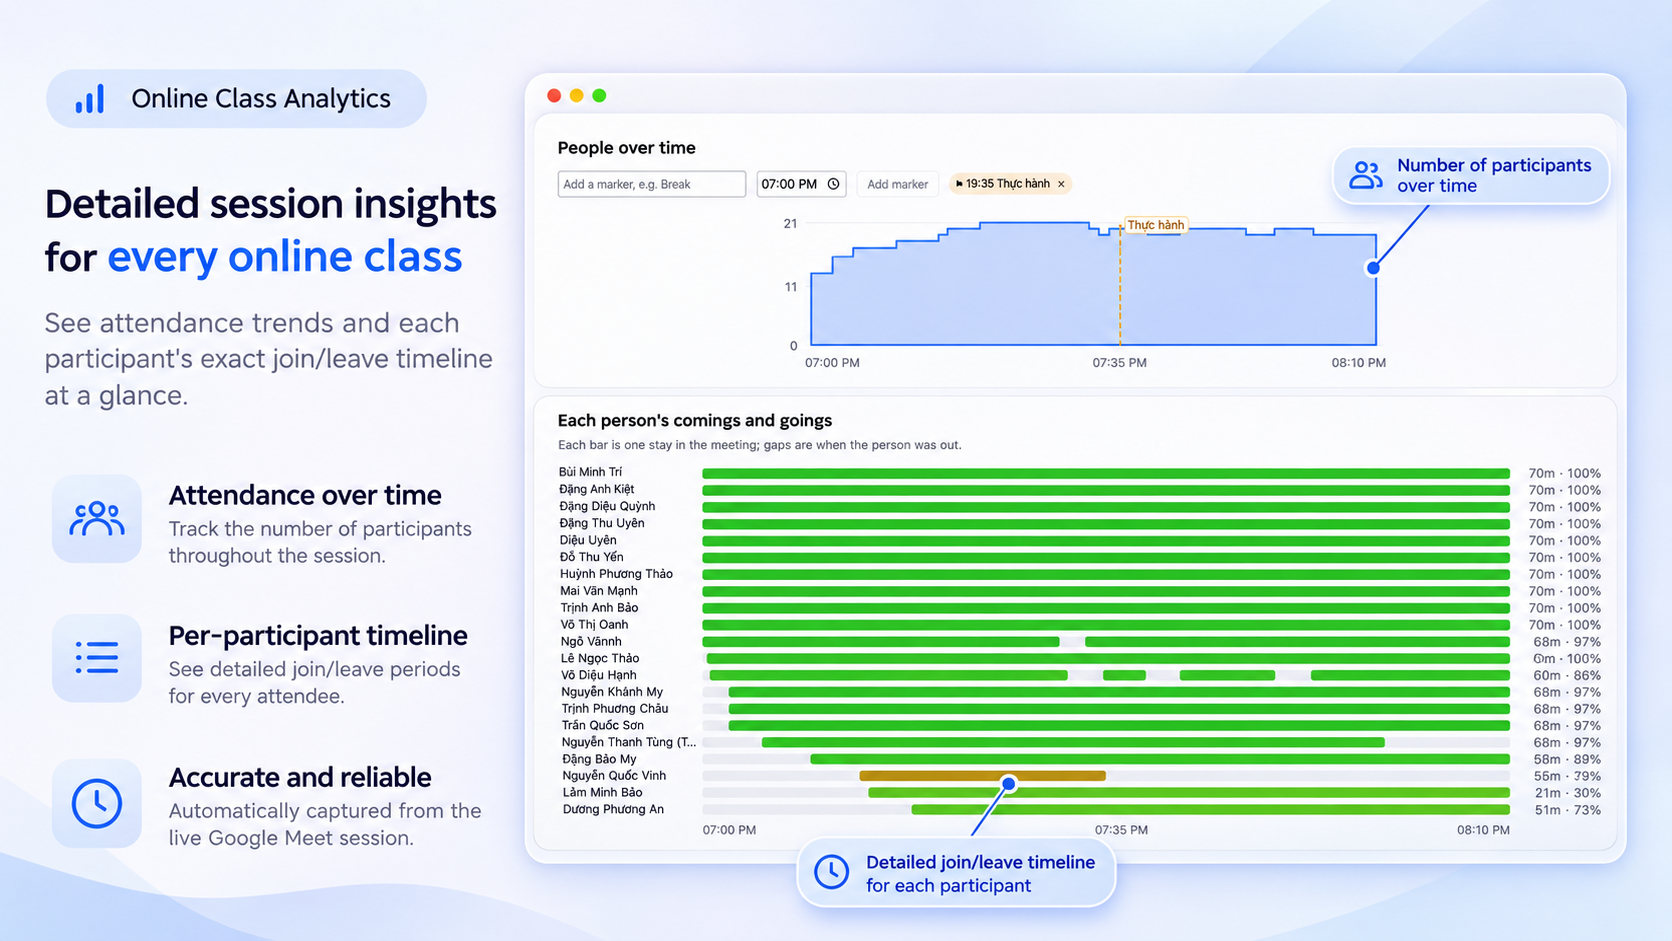 Online Class Analytics
Detailed session insights
for every online class
See attendance trends and each
participant's exact join/leave timeline
at a glance.
Attendance over time
Track the number of participants
throughout the session.
Per-participant timeline
See detailed join/leave periods
for every attendee.
Accurate and reliable
Automatically captured from the
live Google Meet session.
People over time
Add a marker, e.g. Break
07:00 PM
Add marker
19:35 Thực hành ×
Number of participants
over time
21
Thực hành
11
0
07:00 PM 07:35 PM 08:10 PM
Each person's comings and goings
Each bar is one stay in the meeting; gaps are when the person was out.
Bùi Minh Trí 70m · 100%
Đặng Anh Kiệt 70m · 100%
Đặng Diệu Quỳnh 70m · 100%
Đặng Thu Uyên 70m · 100%
Diệu Uyên 70m · 100%
Đỗ Thu Yến 70m · 100%
Huỳnh Phương Thảo 70m · 100%
Mai Văn Mạnh 70m · 100%
Trịnh Anh Bảo 70m · 100%
Võ Thị Oanh 70m · 100%
Ngô Vănnh 68m · 97%
Lê Ngọc Thảo 0m · 100%
Võ Diệu Hạnh 60m · 86%
Nguyễn Khánh My 68m · 97%
Trịnh Phương Châu 68m · 97%
Trần Quốc Sơn 68m · 97%
Nguyễn Thanh Tùng (T... 68m · 97%
Đặng Bảo My 58m · 89%
Nguyễn Quốc Vinh 55m · 79%
Lâm Minh Bảo 21m · 30%
Dương Phương An 51m · 73%
07:00 PM 07:35 PM 08:10 PM
Detailed join/leave timeline
for each participant